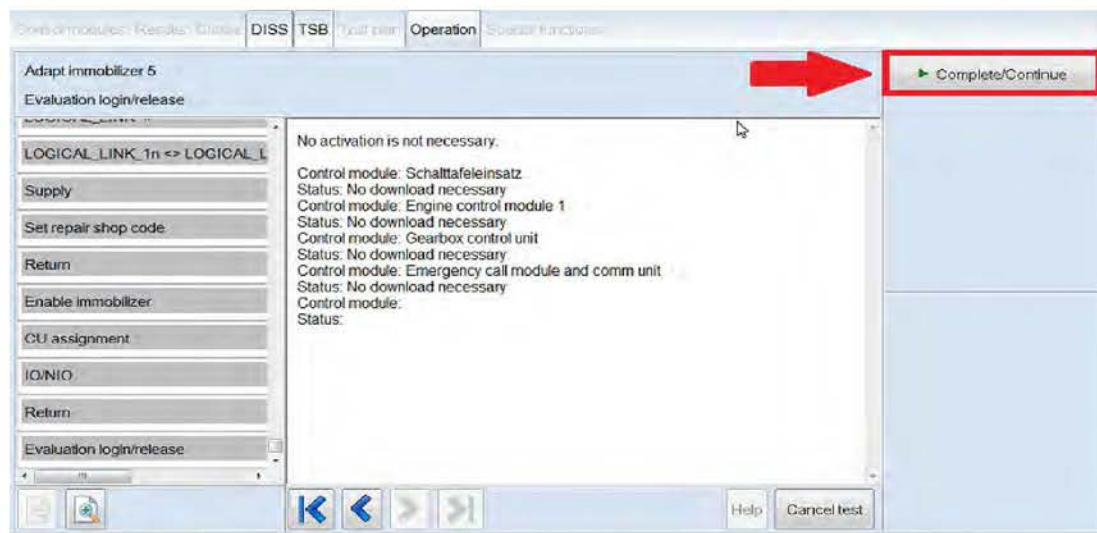 DISS TSB Operation
Adapt immobilizer 5
Evaluation login/release
Complete/Continue
LOGICAL_LINK_1n <> LOGICAL_L
Supply
Set repair shop code
Return
Enable immobilizer
CU assignment
IO/NIO
Return
Evaluation login/release
No activation is not necessary.
Control module: Schalttafeleinsatz
Status: No download necessary
Control module: Engine control module 1
Status: No download necessary
Control module: Gearbox control unit
Status: No download necessary
Control module: Emergency call module and comm unit
Status: No download necessary
Control module:
Status:
Help Cancel test